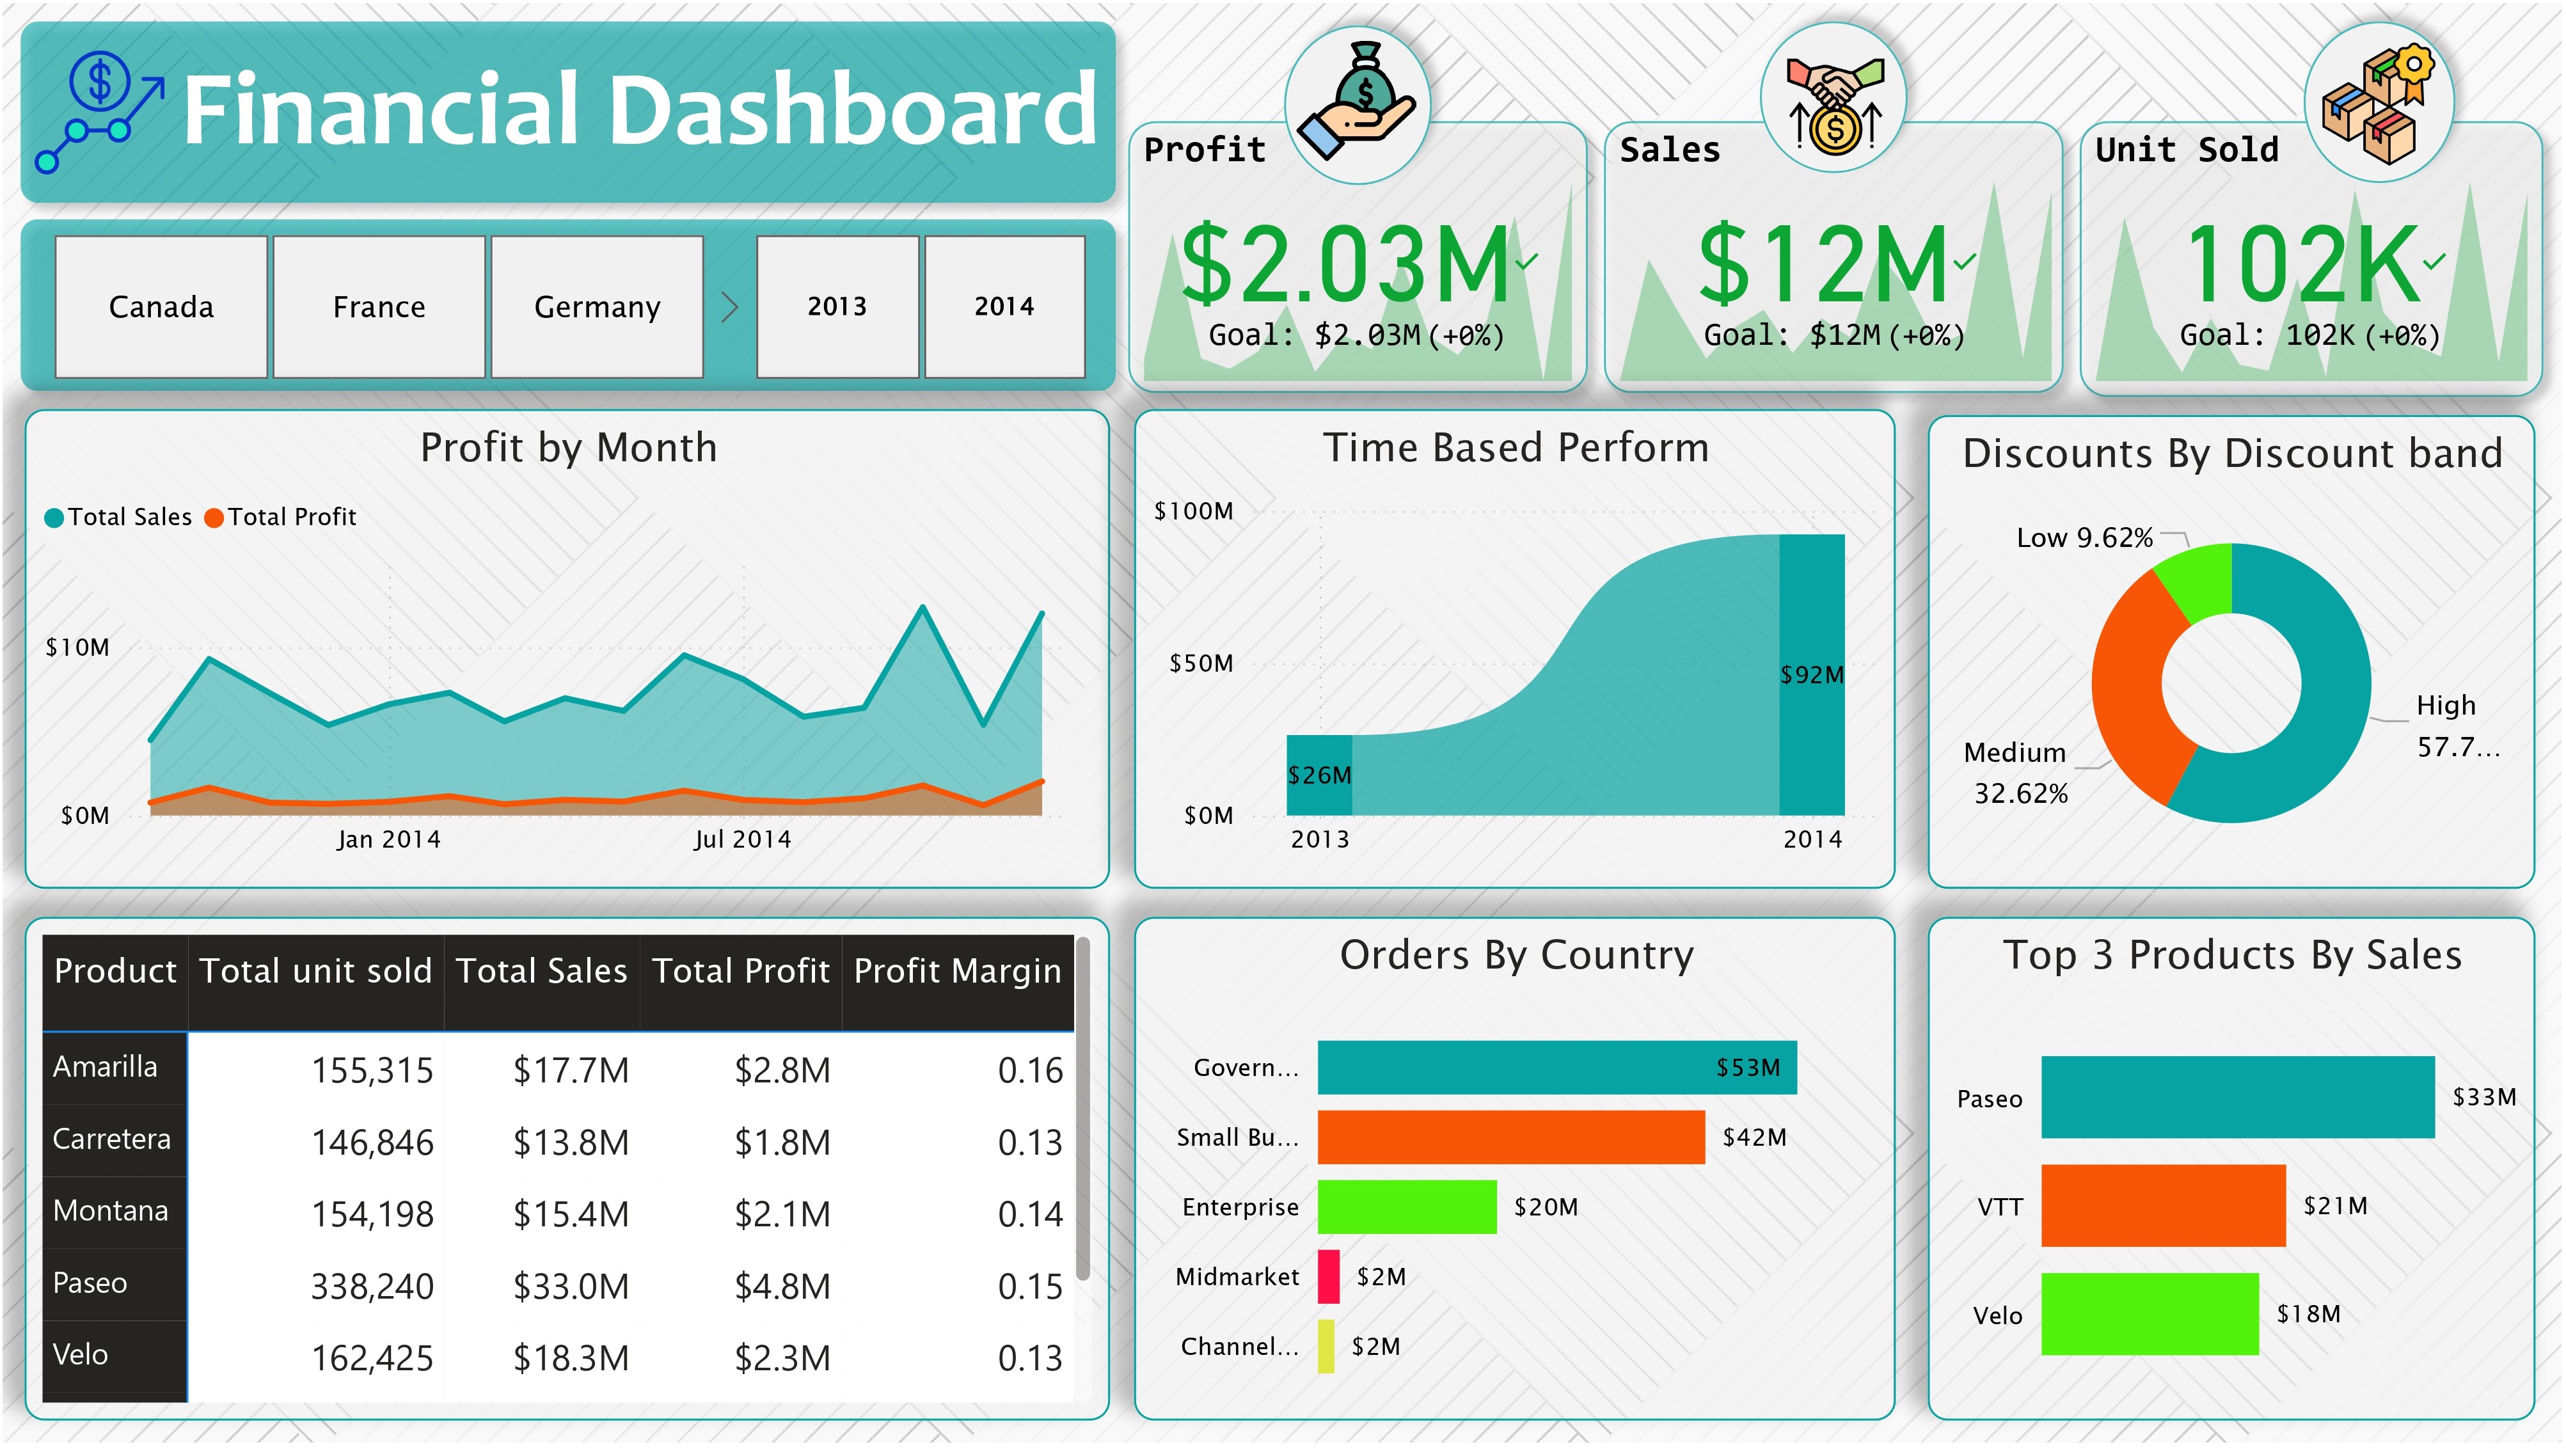 Financial Dashboard
Canada
France
Germany
2013
2014
Profit
$2.03M
Goal: $2.03M (+0%)
Sales
$12M
Goal: $12M (+0%)
Unit Sold
102K
Goal: 102K (+0%)
Profit by Month
Total Sales Total Profit
$10M
$0M
Jan 2014 Jul 2014
Time Based Perform
$100M
$50M
$0M
$26M
$92M
2013 2014
Discounts By Discount band
Low 9.62%
High
57.7...
Medium
32.62%
Product Total unit sold Total Sales Total Profit Profit Margin
Amarilla 155,315 $17.7M $2.8M 0.16
Carretera 146,846 $13.8M $1.8M 0.13
Montana 154,198 $15.4M $2.1M 0.14
Paseo 338,240 $33.0M $4.8M 0.15
Velo 162,425 $18.3M $2.3M 0.13
Orders By Country
Govern... $53M
Small Bu... $42M
Enterprise $20M
Midmarket $2M
Channel... $2M
Top 3 Products By Sales
Paseo $33M
VTT $21M
Velo $18M